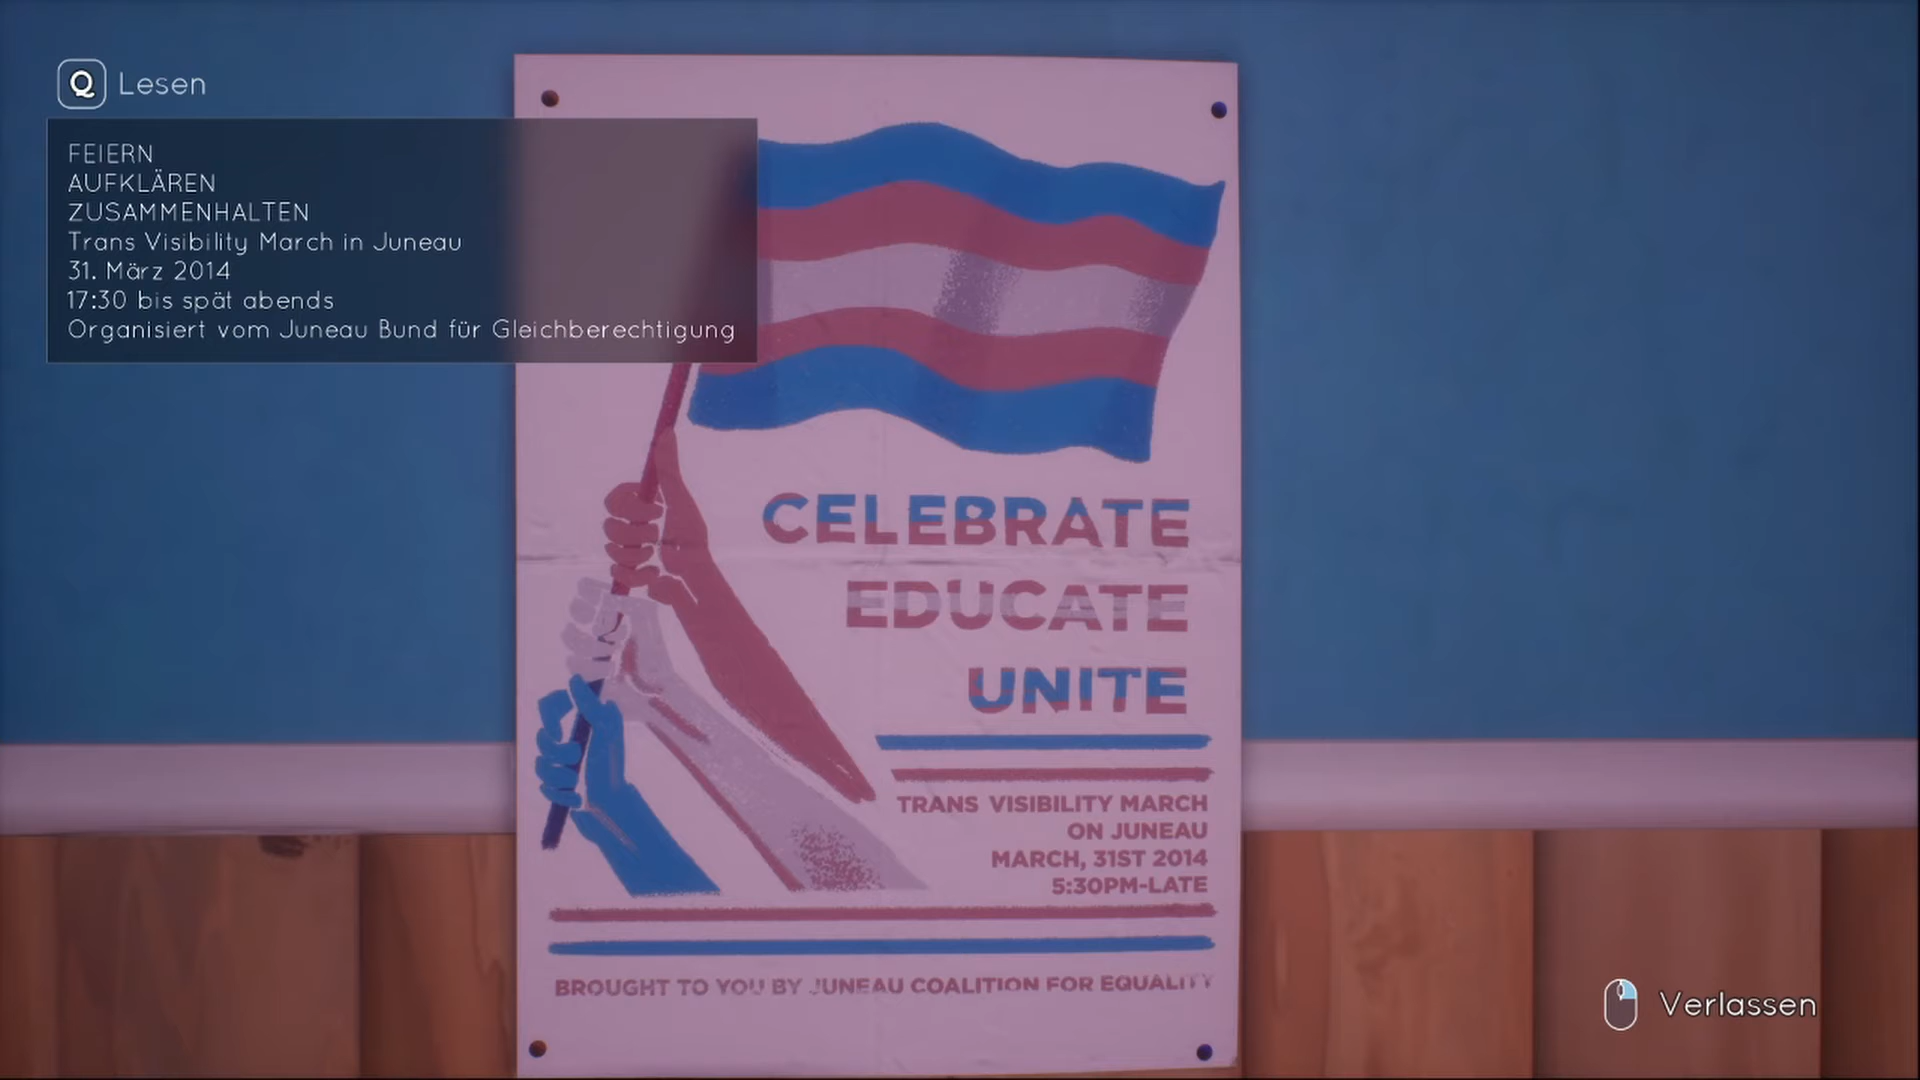 Q Lesen
FEIERN
AUFKLÄREN
ZUSAMMENHALTEN
Trans Visibility March in Juneau
31. März 2014
17:30 bis spät abends
Organisiert vom Juneau Bund für Gleichberechtigung
CELEBRATE
EDUCATE
UNITE
TRANS VISIBILITY MARCH
ON JUNEAU
MARCH, 31ST 2014
5:30PM-LATE
BROUGHT TO YOU BY JUNEAU COALITION FOR EQUALITY
Verlassen